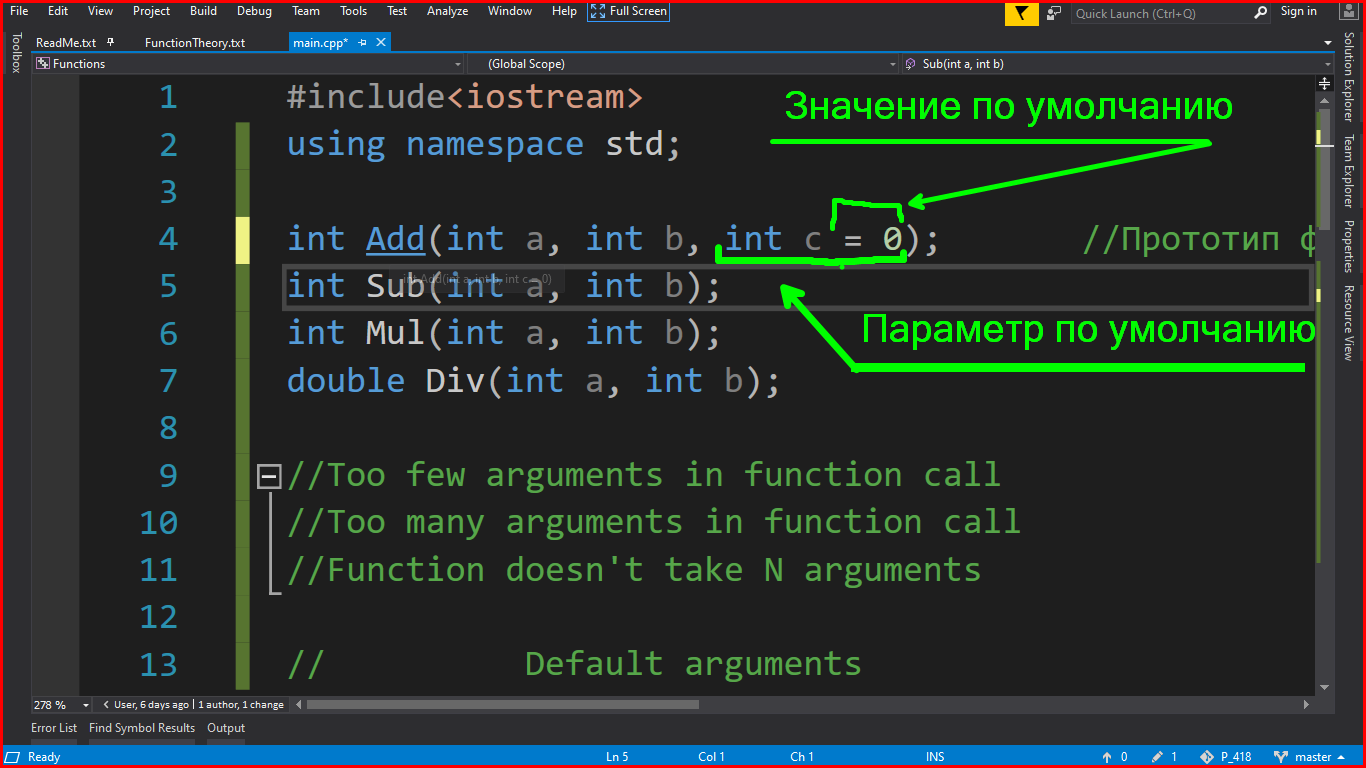 File Edit View Project Build Debug Team Tools Test Analyze Window Help Full Screen Quick Launch (Ctrl+Q) Sign in
Toolbox
ReadMe.txt FunctionTheory.txt main.cpp*
Functions (Global Scope) Sub(int a, int b)
Solution Explorer
Team Explorer
Properties
Resource View
1 #include<iostream>
Значение по умолчанию
2 using namespace std;
3
4 int Add(int a, int b, int c = 0); //Прототип ф
int Add(int a, int b, int c = 0)
5 int Sub(int a, int b);
6 int Mul(int a, int b);
Параметр по умолчанию
7 double Div(int a, int b);
8
9 //Too few arguments in function call
10 //Too many arguments in function call
11 //Function doesn't take N arguments
12
13 // Default arguments
278 % User, 6 days ago | 1 author, 1 change
Error List Find Symbol Results Output
Ready Ln 5 Col 1 Ch 1 INS 0 1 P_418 master